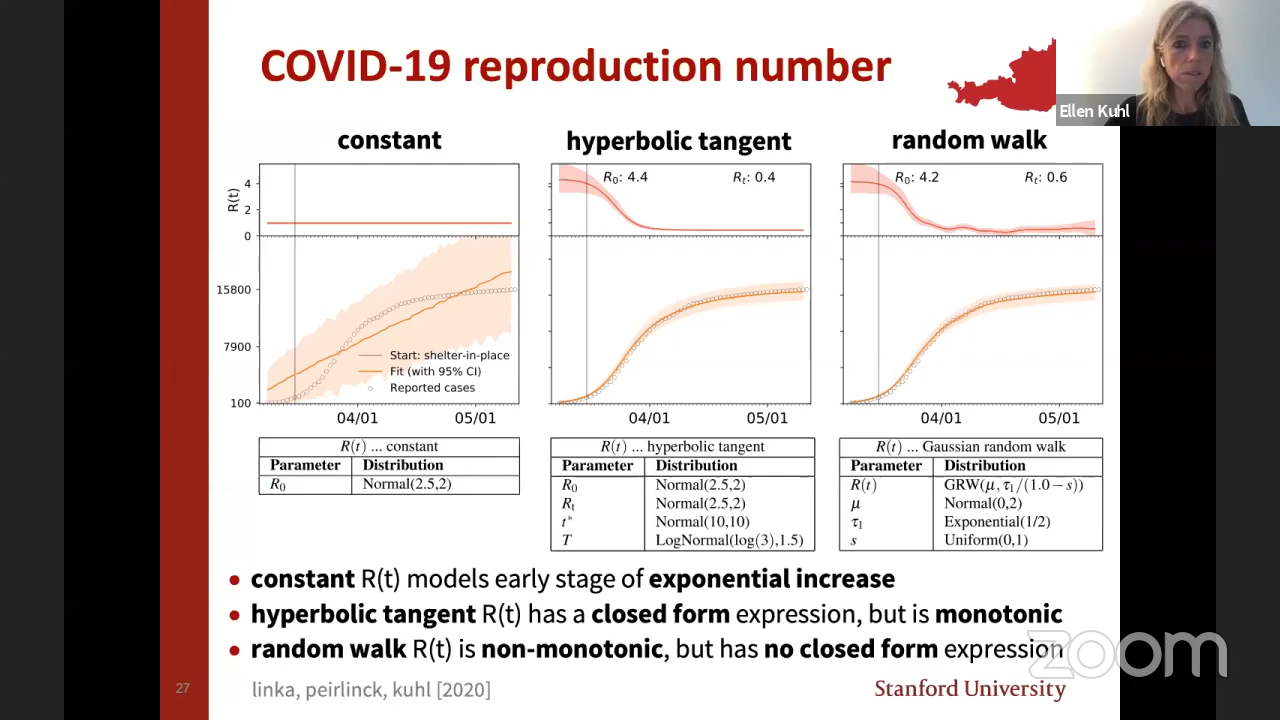 COVID-19 reproduction number
Ellen Kuhl
constant
hyperbolic tangent
random walk
R(t)
4
2
0
R0: 4.4 Rt: 0.4
R0: 4.2 Rt: 0.6
15800
7900
100
Start: shelter-in-place
Fit (with 95% CI)
Reported cases
04/01 05/01
04/01 05/01
04/01 05/01
R(t) ... constant
Parameter Distribution
R0 Normal(2.5,2)
R(t) ... hyperbolic tangent
Parameter Distribution
R0 Normal(2.5,2)
Rt Normal(2.5,2)
t* Normal(10,10)
T LogNormal(log(3),1.5)
R(t) ... Gaussian random walk
Parameter Distribution
R(t) GRW(μ, τ1/(1.0−s))
μ Normal(0,2)
τ1 Exponential(1/2)
s Uniform(0,1)
• constant R(t) models early stage of exponential increase
• hyperbolic tangent R(t) has a closed form expression, but is monotonic
• random walk R(t) is non-monotonic, but has no closed form expression
zoom
27
linka, peirlinck, kuhl [2020]
Stanford University